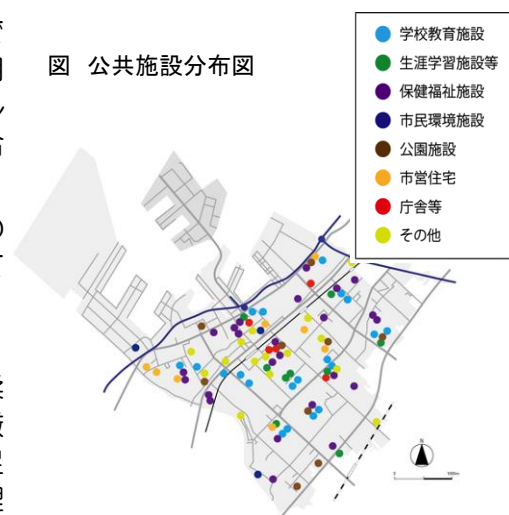 図 公共施設分布図
学校教育施設
生涯学習施設等
保健福祉施設
市民環境施設
公園施設
市営住宅
庁舎等
その他
N
0 1000m